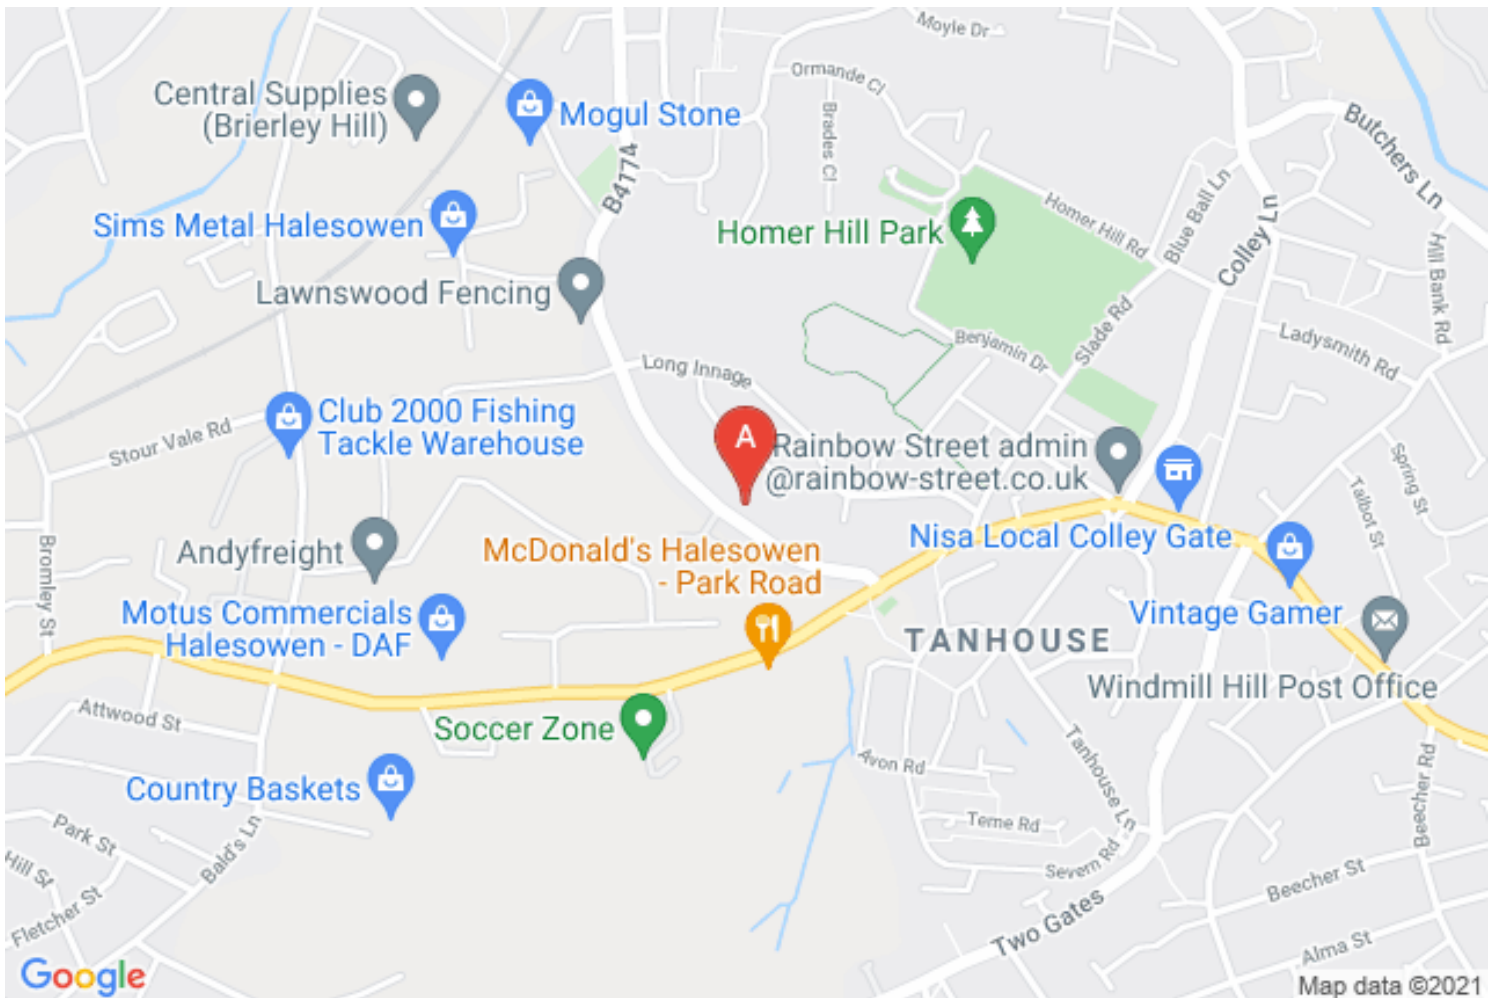 Moyle Dr
Ormande Cl
Central Supplies
(Brierley Hill)
Mogul Stone
Brades Cl
Butchers Ln
B4174
Blue Ball Ln
Homer Hill Rd
Sims Metal Halesowen
Homer Hill Park
Colley Ln
Hill Bank Rd
Lawnswood Fencing
Slade Rd
Benjamin Dr
Ladysmith Rd
Long Innage
Club 2000 Fishing
Tackle Warehouse
Stour Vale Rd
A
Rainbow Street admin
@rainbow-street.co.uk
Spring St
Talbot St
Nisa Local Colley Gate
Andyfreight
McDonald's Halesowen
- Park Road
Bromley St
Motus Commercials
Halesowen - DAF
Vintage Gamer
TANHOUSE
Windmill Hill Post Office
Attwood St
Soccer Zone
Avon Rd
Tanhouse Ln
Beecher Rd
Country Baskets
Teme Rd
Park St
Bald's Ln
Severn Rd
Hill St
Beecher St
Fletcher St
Two Gates
Alma St
Google
Map data ©2021